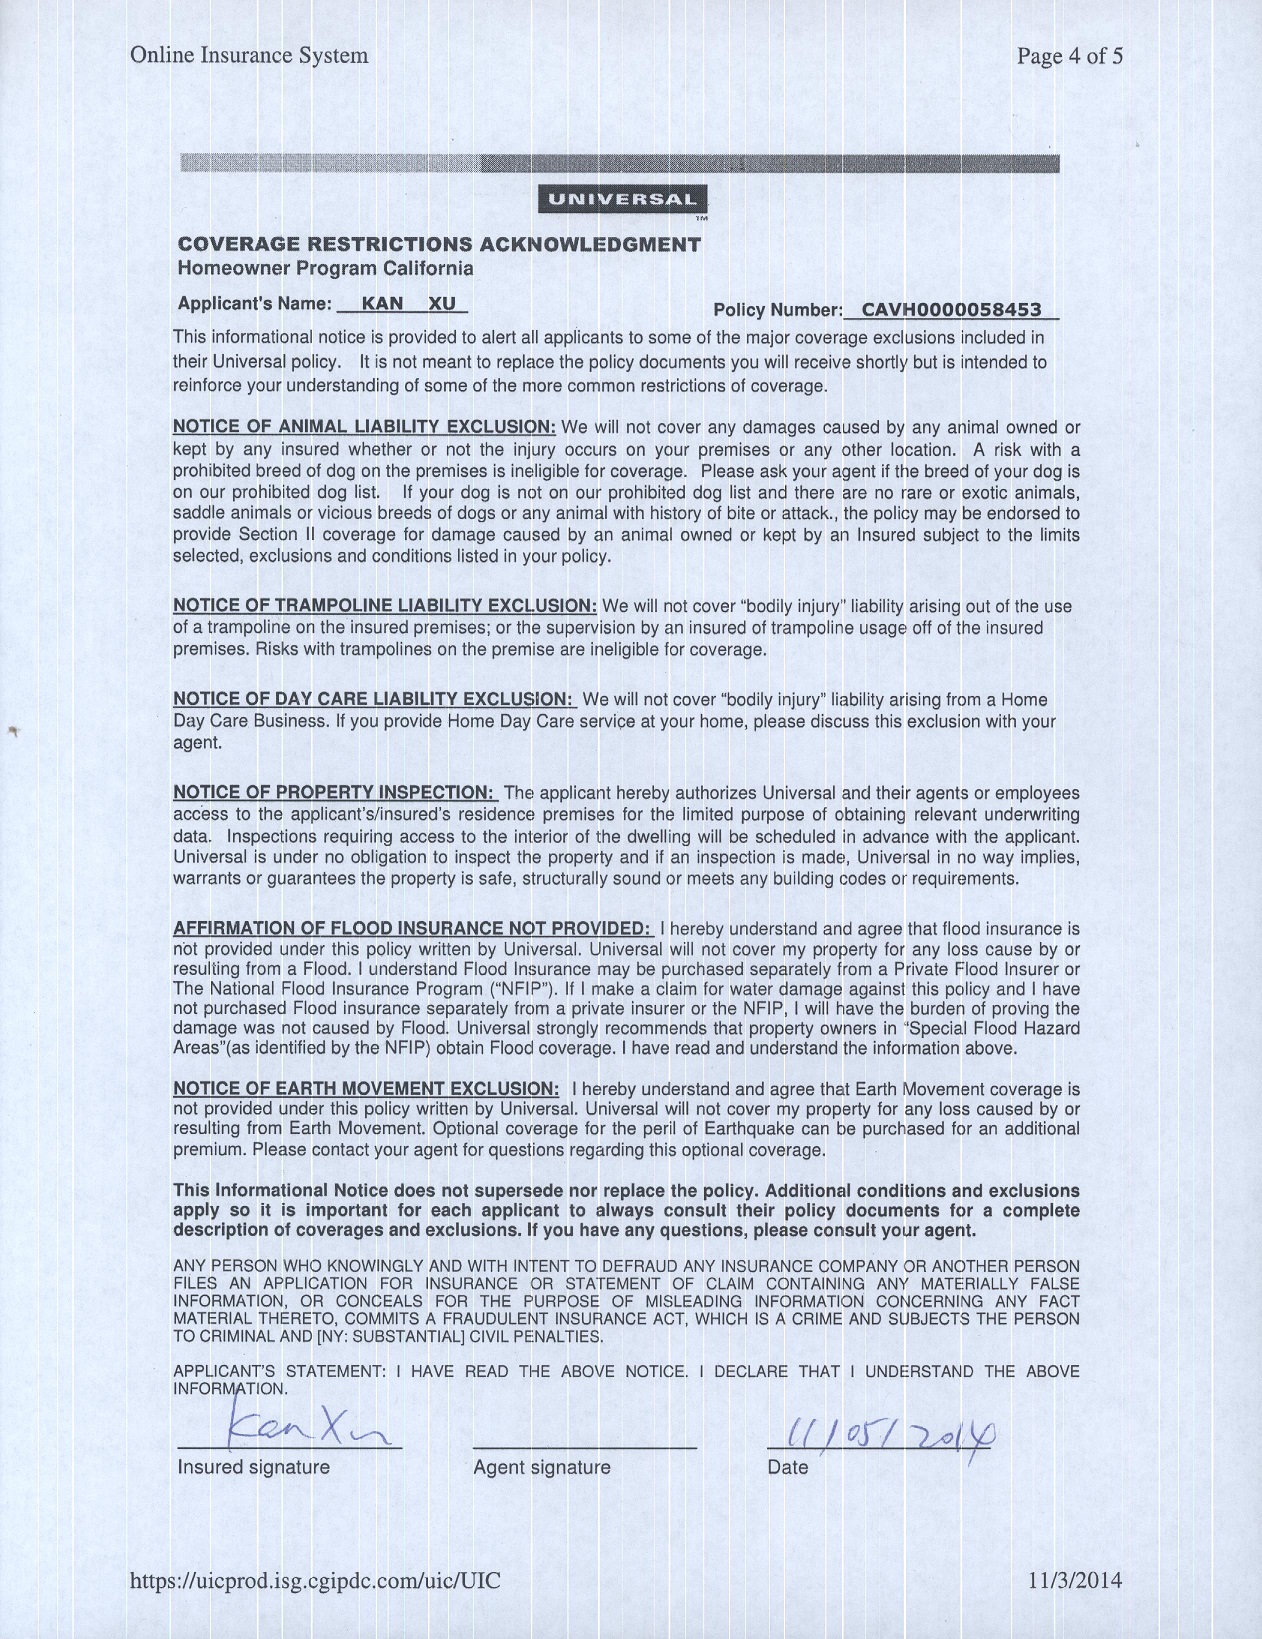 Online Insurance System Page 4 of 5
UNIVERSAL
TM
COVERAGE RESTRICTIONS ACKNOWLEDGMENT
Homeowner Program California
Applicant's Name: KAN XU Policy Number: CAVH0000058453
This informational notice is provided to alert all applicants to some of the major coverage exclusions included in
their Universal policy. It is not meant to replace the policy documents you will receive shortly but is intended to
reinforce your understanding of some of the more common restrictions of coverage.
NOTICE OF ANIMAL LIABILITY EXCLUSION: We will not cover any damages caused by any animal owned or
kept by any insured whether or not the injury occurs on your premises or any other location. A risk with a
prohibited breed of dog on the premises is ineligible for coverage. Please ask your agent if the breed of your dog is
on our prohibited dog list. If your dog is not on our prohibited dog list and there are no rare or exotic animals,
saddle animals or vicious breeds of dogs or any animal with history of bite or attack., the policy may be endorsed to
provide Section II coverage for damage caused by an animal owned or kept by an Insured subject to the limits
selected, exclusions and conditions listed in your policy.
NOTICE OF TRAMPOLINE LIABILITY EXCLUSION: We will not cover “bodily injury” liability arising out of the use
of a trampoline on the insured premises; or the supervision by an insured of trampoline usage off of the insured
premises. Risks with trampolines on the premise are ineligible for coverage.
NOTICE OF DAY CARE LIABILITY EXCLUSION: We will not cover “bodily injury” liability arising from a Home
Day Care Business. If you provide Home Day Care service at your home, please discuss this exclusion with your
agent.
NOTICE OF PROPERTY INSPECTION: The applicant hereby authorizes Universal and their agents or employees
access to the applicant's/insured's residence premises for the limited purpose of obtaining relevant underwriting
data. Inspections requiring access to the interior of the dwelling will be scheduled in advance with the applicant.
Universal is under no obligation to inspect the property and if an inspection is made, Universal in no way implies,
warrants or guarantees the property is safe, structurally sound or meets any building codes or requirements.
AFFIRMATION OF FLOOD INSURANCE NOT PROVIDED: I hereby understand and agree that flood insurance is
not provided under this policy written by Universal. Universal will not cover my property for any loss cause by or
resulting from a Flood. I understand Flood Insurance may be purchased separately from a Private Flood Insurer or
The National Flood Insurance Program (“NFIP”). If I make a claim for water damage against this policy and I have
not purchased Flood insurance separately from a private insurer or the NFIP, I will have the burden of proving the
damage was not caused by Flood. Universal strongly recommends that property owners in “Special Flood Hazard
Areas”(as identified by the NFIP) obtain Flood coverage. I have read and understand the information above.
NOTICE OF EARTH MOVEMENT EXCLUSION: I hereby understand and agree that Earth Movement coverage is
not provided under this policy written by Universal. Universal will not cover my property for any loss caused by or
resulting from Earth Movement. Optional coverage for the peril of Earthquake can be purchased for an additional
premium. Please contact your agent for questions regarding this optional coverage.
This Informational Notice does not supersede nor replace the policy. Additional conditions and exclusions
apply so it is important for each applicant to always consult their policy documents for a complete
description of coverages and exclusions. If you have any questions, please consult your agent.
ANY PERSON WHO KNOWINGLY AND WITH INTENT TO DEFRAUD ANY INSURANCE COMPANY OR ANOTHER PERSON
FILES AN APPLICATION FOR INSURANCE OR STATEMENT OF CLAIM CONTAINING ANY MATERIALLY FALSE
INFORMATION, OR CONCEALS FOR THE PURPOSE OF MISLEADING INFORMATION CONCERNING ANY FACT
MATERIAL THERETO, COMMITS A FRAUDULENT INSURANCE ACT, WHICH IS A CRIME AND SUBJECTS THE PERSON
TO CRIMINAL AND [NY: SUBSTANTIAL] CIVIL PENALTIES.
APPLICANT'S STATEMENT: I HAVE READ THE ABOVE NOTICE. I DECLARE THAT I UNDERSTAND THE ABOVE
INFORMATION.
Kan Xu 11/05/2014
Insured signature Agent signature Date
https://uicprod.isg.cgipdc.com/uic/UIC 11/3/2014